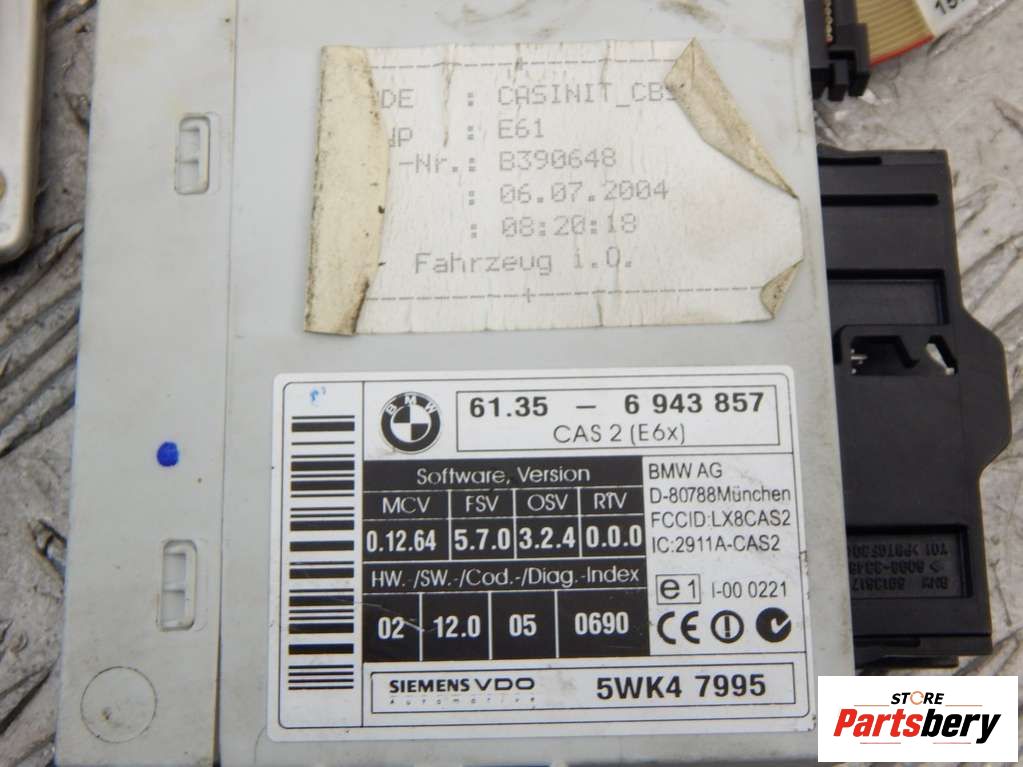 DE : CASINIT_CBS
: E61
-Nr.: B390648
: 06.07.2004
: 08:20:18
Fahrzeug i.O.
BMW
61.35 - 6 943 857
CAS 2 (E6x)
Software, Version
MCV FSV OSV RTV
0.12.64 5.7.0 3.2.4 0.0.0
HW.-/SW.-/Cod.-/Diag.-Index
02 12.0 05 0690
BMW AG
D-80788München
FCCID:LX8CAS2
IC:2911A-CAS2
e1 I-00 0221
CE
SIEMENS VDO
Automotive
5WK4 7995
STORE
Partsbery